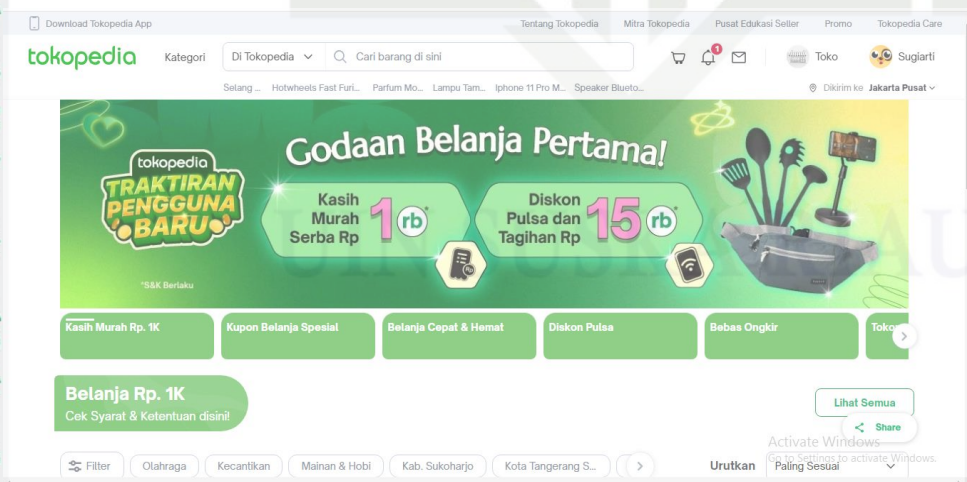 Download Tokopedia App
Tentang Tokopedia Mitra Tokopedia Pusat Edukasi Seller Promo Tokopedia Care
tokopedia Kategori Di Tokopedia Cari barang di sini 1 Toko Sugiarti
Selang ... Hotwheels Fast Furi... Parfum Mo... Lampu Tam... Iphone 11 Pro M... Speaker Blueto... Dikirim ke Jakarta Pusat
Godaan Belanja Pertama!
tokopedia
TRAKTIRAN
PENGGUNA
BARU
Kasih
Murah
Serba Rp
1 rb*
Diskon
Pulsa dan
Tagihan Rp
15 rb*
Rp
*S&K Berlaku
Kasih Murah Rp. 1K Kupon Belanja Spesial Belanja Cepat & Hemat Diskon Pulsa Bebas Ongkir
Belanja Rp. 1K
Cek Syarat & Ketentuan disini!
Lihat Semua
Share
Activate Windows
Go to Settings to activate Windows.
Filter Olahraga Kecantikan Mainan & Hobi Kab. Sukoharjo Kota Tangerang S... Urutkan Paling Sesuai